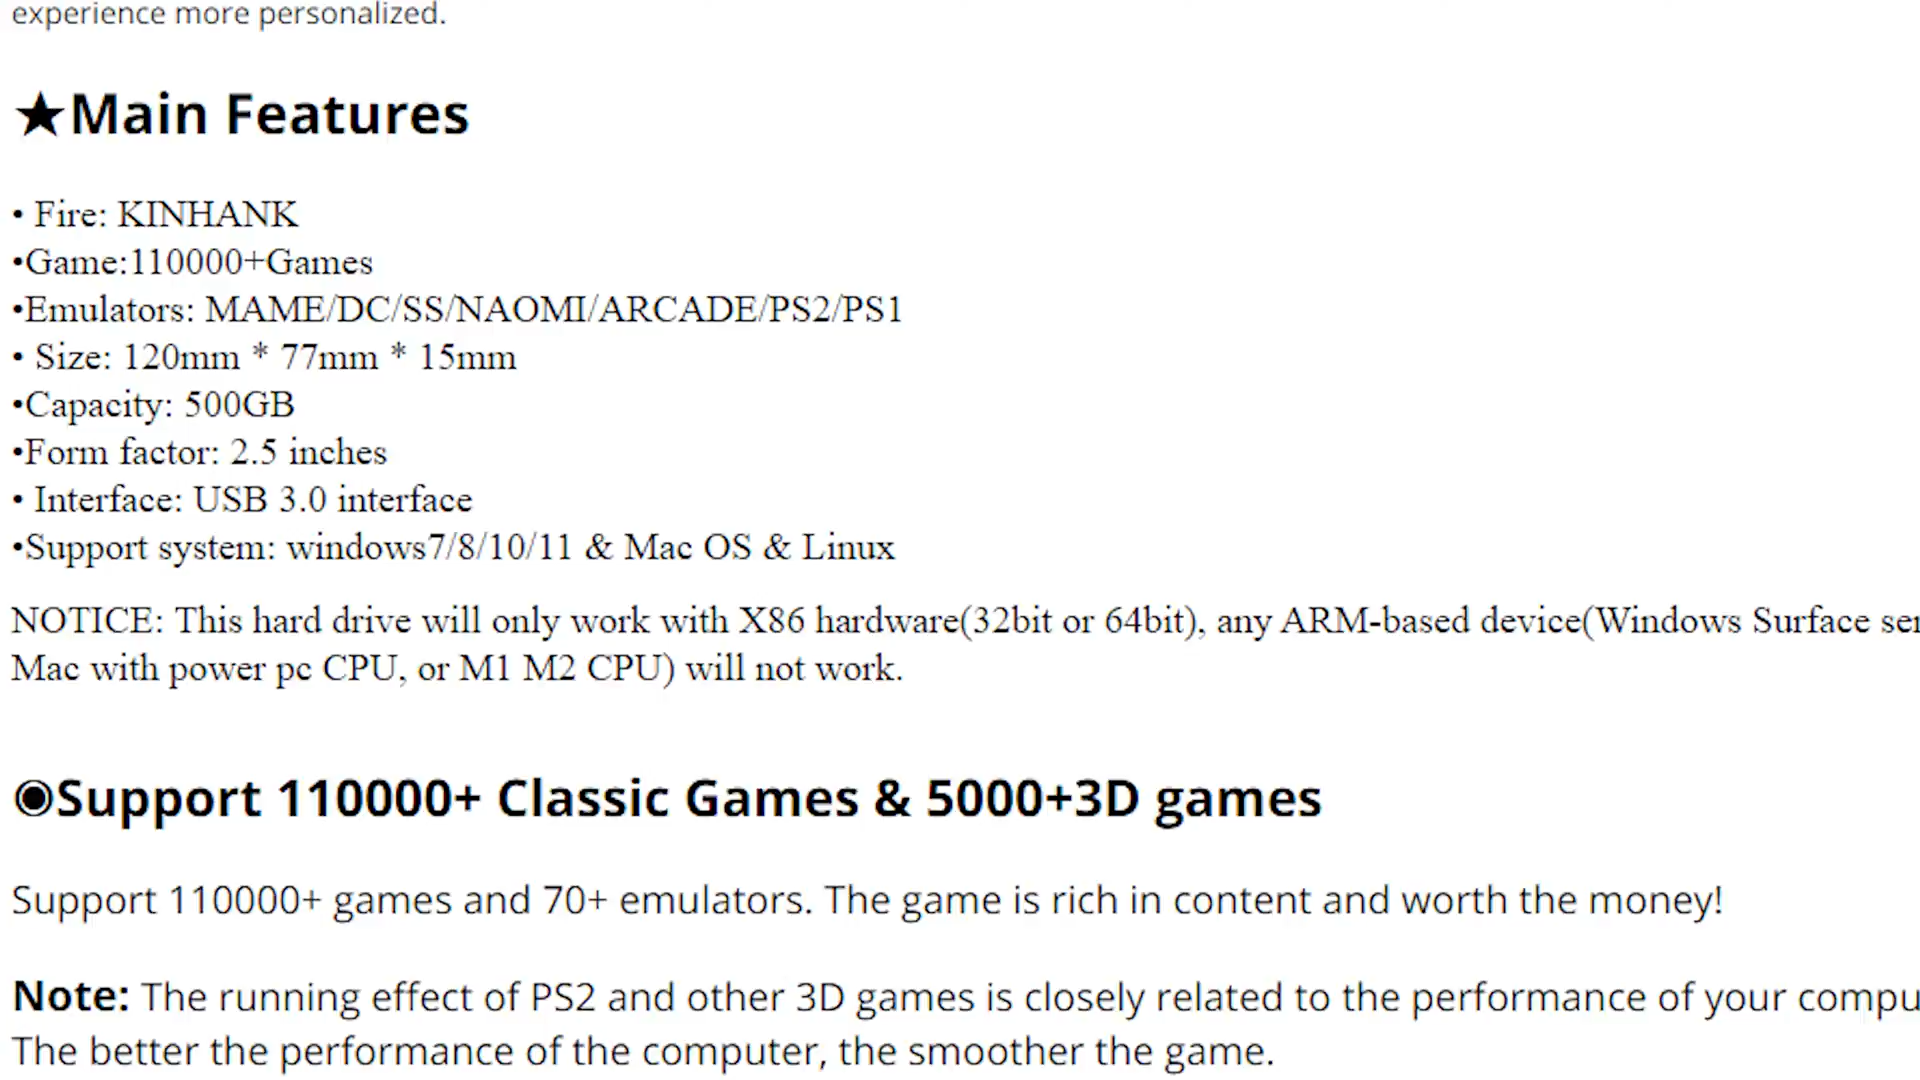 experience more personalized.
★Main Features
• Fire: KINHANK
•Game:110000+Games
•Emulators: MAME/DC/SS/NAOMI/ARCADE/PS2/PS1
• Size: 120mm * 77mm * 15mm
•Capacity: 500GB
•Form factor: 2.5 inches
• Interface: USB 3.0 interface
•Support system: windows7/8/10/11 & Mac OS & Linux
NOTICE: This hard drive will only work with X86 hardware(32bit or 64bit), any ARM-based device(Windows Surface
Mac with power pc CPU, or M1 M2 CPU) will not work.
◉Support 110000+ Classic Games & 5000+3D games
Support 110000+ games and 70+ emulators. The game is rich in content and worth the money!
Note: The running effect of PS2 and other 3D games is closely related to the performance of your compu
The better the performance of the computer, the smoother the game.